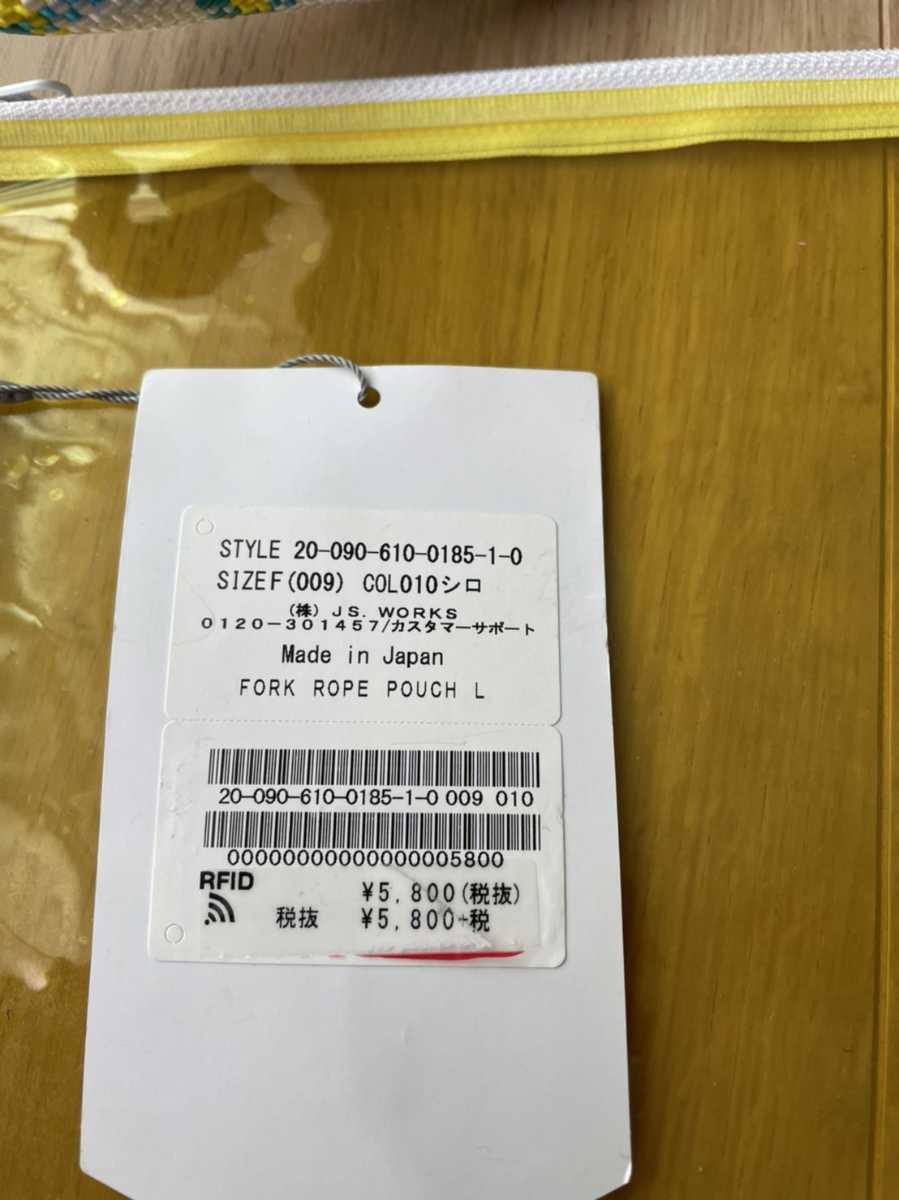 STYLE 20-090-610-0185-1-0
SIZEF(009) COL010シロ
(株) JS. WORKS
0120-301457/カスタマーサポート
Made in Japan
FORK ROPE POUCH L
20-090-610-0185-1-0 009 010
000000000000000005800
RFID
¥5,800(税抜)
税抜 ¥5,800+税